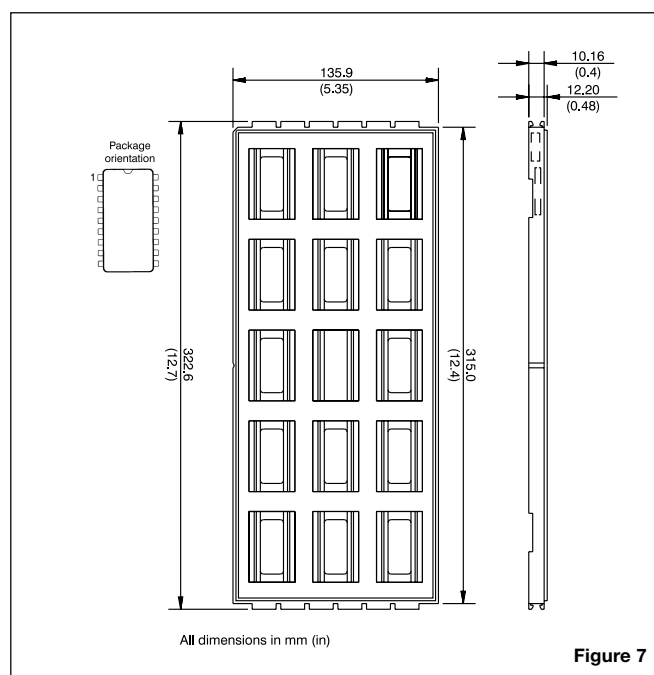 135.9
(5.35)
10.16
(0.4)
12.20
(0.48)
Package
orientation
1
322.6
(12.7)
315.0
(12.4)
All dimensions in mm (in)
Figure 7